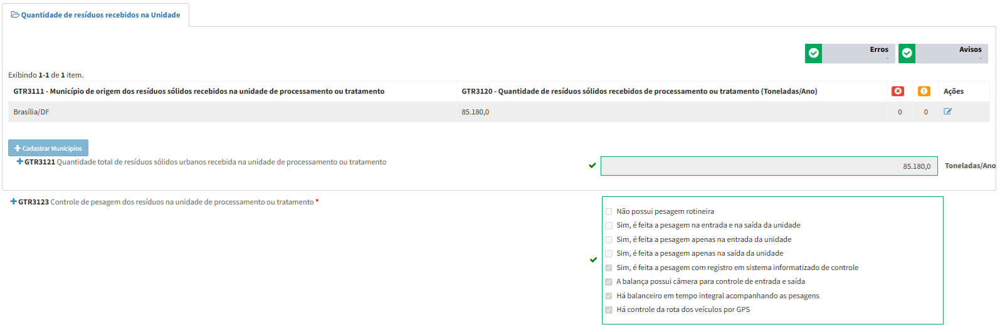 Quantidade de resíduos recebidos na Unidade
Erros
-
Avisos
-
Exibindo 1-1 de 1 item.
GTR3111 - Município de origem dos resíduos sólidos recebidos na unidade de processamento ou tratamento
GTR3120 - Quantidade de resíduos sólidos recebidos de processamento ou tratamento (Toneladas/Ano)
Ações
Brasília/DF
85.180,0
0
0
Cadastrar Municipios
GTR3121 Quantidade total de resíduos sólidos urbanos recebida na unidade de processamento ou tratamento
85.180,0
Toneladas/Ano
GTR3123 Controle de pesagem dos resíduos na unidade de processamento ou tratamento *
Não possui pesagem rotineira
Sim, é feita a pesagem na entrada e na saída da unidade
Sim, é feita a pesagem apenas na entrada da unidade
Sim, é feita a pesagem apenas na saída da unidade
Sim, é feita a pesagem com registro em sistema informatizado de controle
A balança possui câmera para controle de entrada e saída
Há balanceiro em tempo integral acompanhando as pesagens
Há controle da rota dos veículos por GPS